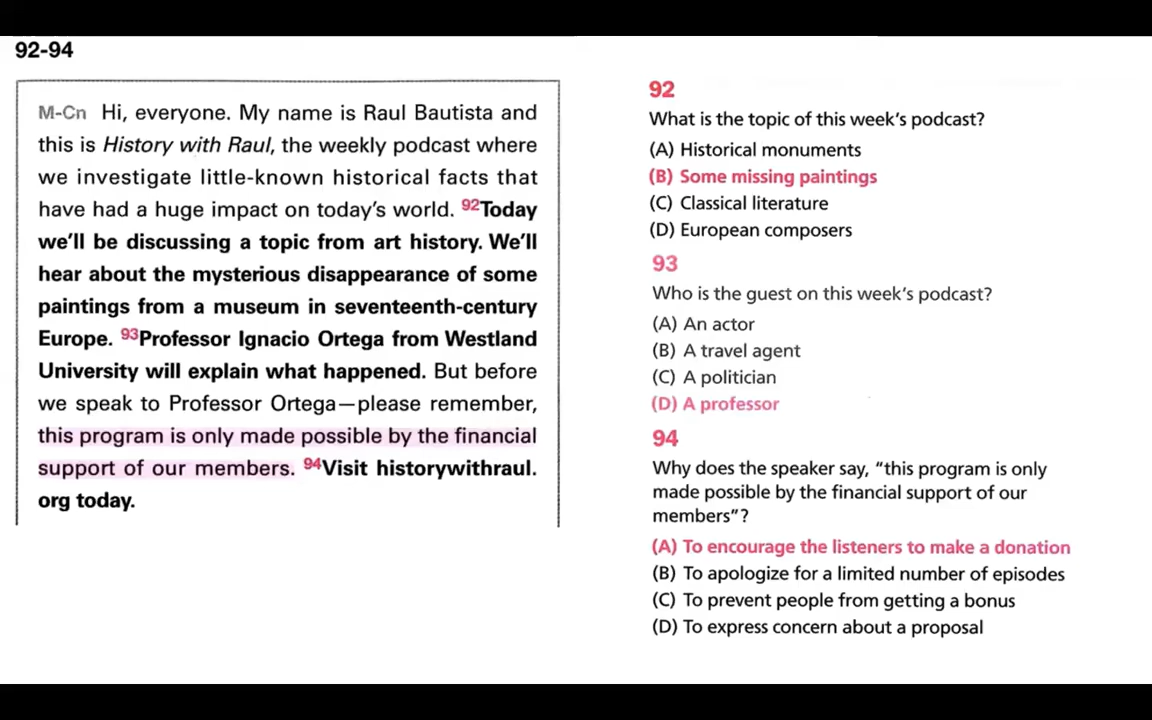 92-94
M-Cn Hi, everyone. My name is Raul Bautista and
this is History with Raul, the weekly podcast where
we investigate little-known historical facts that
have had a huge impact on today's world. 92Today
we'll be discussing a topic from art history. We'll
hear about the mysterious disappearance of some
paintings from a museum in seventeenth-century
Europe. 93Professor Ignacio Ortega from Westland
University will explain what happened. But before
we speak to Professor Ortega—please remember,
this program is only made possible by the financial
support of our members. 94Visit historywithraul.
org today.
92
What is the topic of this week's podcast?
(A) Historical monuments
(B) Some missing paintings
(C) Classical literature
(D) European composers
93
Who is the guest on this week's podcast?
(A) An actor
(B) A travel agent
(C) A politician
(D) A professor
94
Why does the speaker say, "this program is only
made possible by the financial support of our
members"?
(A) To encourage the listeners to make a donation
(B) To apologize for a limited number of episodes
(C) To prevent people from getting a bonus
(D) To express concern about a proposal